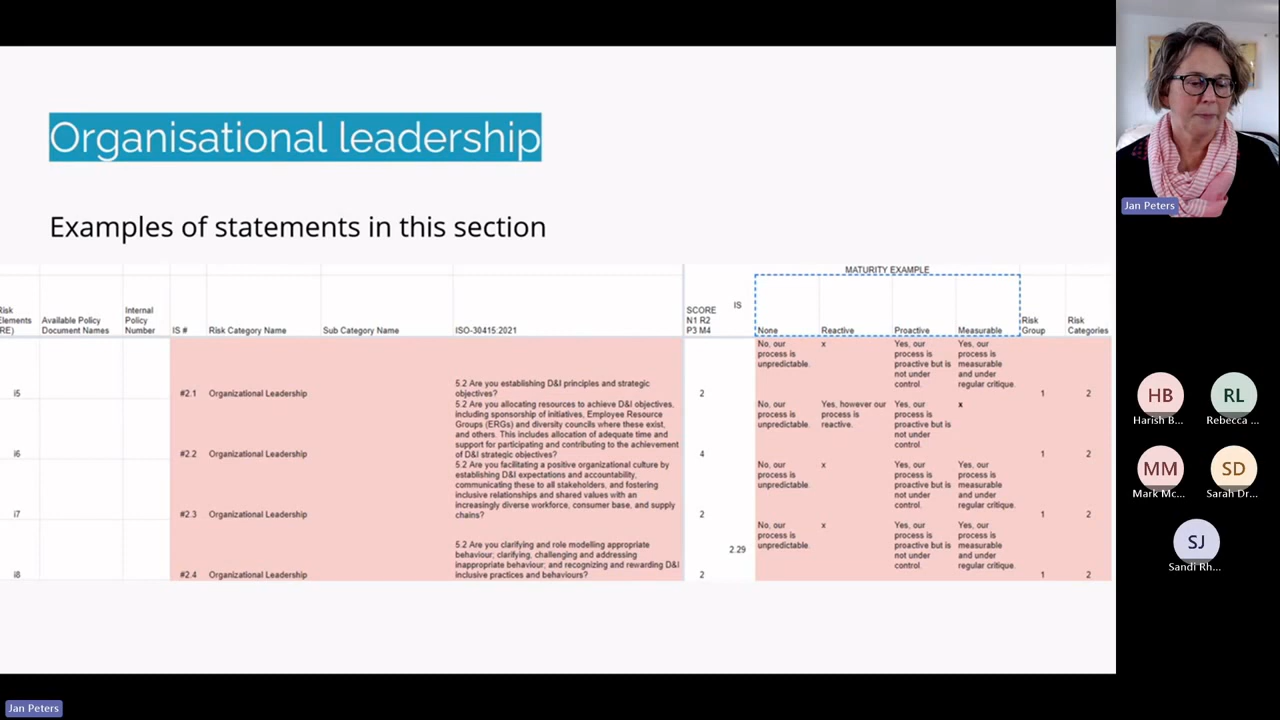 Organisational leadership
Examples of statements in this section
MATURITY EXAMPLE
Risk
Elements
(RE)
Available Policy
Document Names
Internal
Policy
Number
IS #
Risk Category Name
Sub Category Name
ISO-30415:2021
SCORE
N1 R2
P3 M4
IS
None
Reactive
Proactive
Measurable
Risk
Group
Risk
Categories
i5
#2.1
Organizational Leadership
5.2 Are you establishing D&I principles and strategic
objectives?
2
No, our
process is
unpredictable.
x
Yes, our
process is
proactive but is
not under
control.
Yes, our
process is
measurable
and under
regular critique.
1
2
i6
#2.2
Organizational Leadership
5.2 Are you allocating resources to achieve D&I objectives,
including sponsorship of initiatives, Employee Resource
Groups (ERGs) and diversity councils where these exist,
and others. This includes allocation of adequate time and
support for participating and contributing to the achievement
of D&I strategic objectives?
4
No, our
process is
unpredictable.
Yes, however our
process is
reactive.
Yes, our
process is
proactive but is
not under
control.
x
1
2
i7
#2.3
Organizational Leadership
5.2 Are you facilitating a positive organizational culture by
establishing D&I expectations and accountability,
communicating these to all stakeholders, and fostering
inclusive relationships and shared values with an
increasingly diverse workforce, consumer base, and supply
chains?
2
No, our
process is
unpredictable.
x
Yes, our
process is
proactive but is
not under
control.
Yes, our
process is
measurable
and under
regular critique.
1
2
i8
#2.4
Organizational Leadership
5.2 Are you clarifying and role modelling appropriate
behaviour; clarifying, challenging and addressing
inappropriate behaviour; and recognizing and rewarding D&I
inclusive practices and behaviours?
2
2.29
No, our
process is
unpredictable.
x
Yes, our
process is
proactive but is
not under
control.
Yes, our
process is
measurable
and under
regular critique.
1
2
Jan Peters
HB
Harish B...
RL
Rebecca ...
MM
Mark Mc...
SD
Sarah Dr...
SJ
Sandi Rh...
Jan Peters